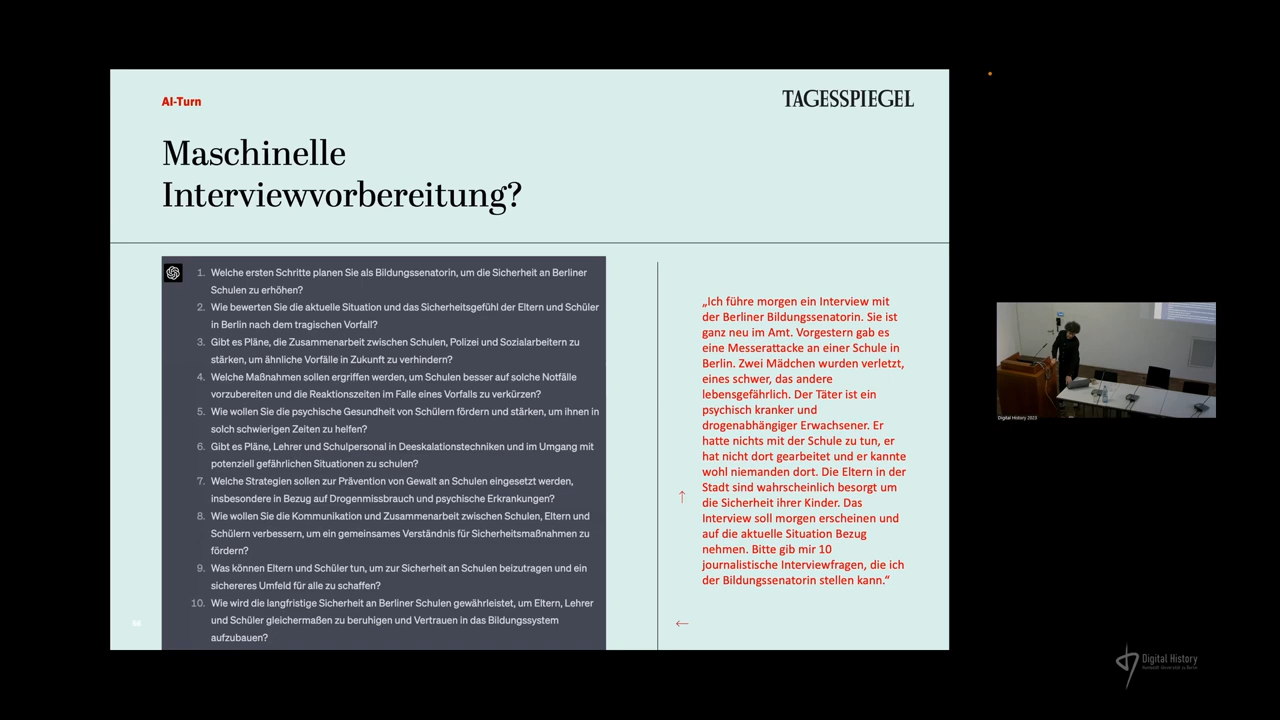 AI-Turn
TAGESSPIEGEL
Maschinelle
Interviewvorbereitung?
1. Welche ersten Schritte planen Sie als Bildungssenatorin, um die Sicherheit an Berliner
Schulen zu erhöhen?
2. Wie bewerten Sie die aktuelle Situation und das Sicherheitsgefühl der Eltern und Schüler
in Berlin nach dem tragischen Vorfall?
3. Gibt es Pläne, die Zusammenarbeit zwischen Schulen, Polizei und Sozialarbeitern zu
stärken, um ähnliche Vorfälle in Zukunft zu verhindern?
4. Welche Maßnahmen sollen ergriffen werden, um Schulen besser auf solche Notfälle
vorzubereiten und die Reaktionszeiten im Falle eines Vorfalls zu verkürzen?
5. Wie wollen Sie die psychische Gesundheit von Schülern fördern und stärken, um ihnen in
solch schwierigen Zeiten zu helfen?
6. Gibt es Pläne, Lehrer und Schulpersonal in Deeskalationstechniken und im Umgang mit
potenziell gefährlichen Situationen zu schulen?
7. Welche Strategien sollen zur Prävention von Gewalt an Schulen eingesetzt werden,
insbesondere in Bezug auf Drogenmissbrauch und psychische Erkrankungen?
8. Wie wollen Sie die Kommunikation und Zusammenarbeit zwischen Schulen, Eltern und
Schülern verbessern, um ein gemeinsames Verständnis für Sicherheitsmaßnahmen zu
fördern?
9. Was können Eltern und Schüler tun, um zur Sicherheit an Schulen beizutragen und ein
sichereres Umfeld für alle zu schaffen?
10. Wie wird die langfristige Sicherheit an Berliner Schulen gewährleistet, um Eltern, Lehrer
und Schüler gleichermaßen zu beruhigen und Vertrauen in das Bildungssystem
aufzubauen?
„Ich führe morgen ein Interview mit
der Berliner Bildungssenatorin. Sie ist
ganz neu im Amt. Vorgestern gab es
eine Messerattacke an einer Schule in
Berlin. Zwei Mädchen wurden verletzt,
eines schwer, das andere
lebensgefährlich. Der Täter ist ein
psychisch kranker und
drogenabhängiger Erwachsener. Er
hatte nichts mit der Schule zu tun, er
hat nicht dort gearbeitet und er kannte
wohl niemanden dort. Die Eltern in der
Stadt sind wahrscheinlich besorgt um
die Sicherheit ihrer Kinder. Das
Interview soll morgen erscheinen und
auf die aktuelle Situation Bezug
nehmen. Bitte gib mir 10
journalistische Interviewfragen, die ich
der Bildungssenatorin stellen kann.“
Digital History 2023
Digital History